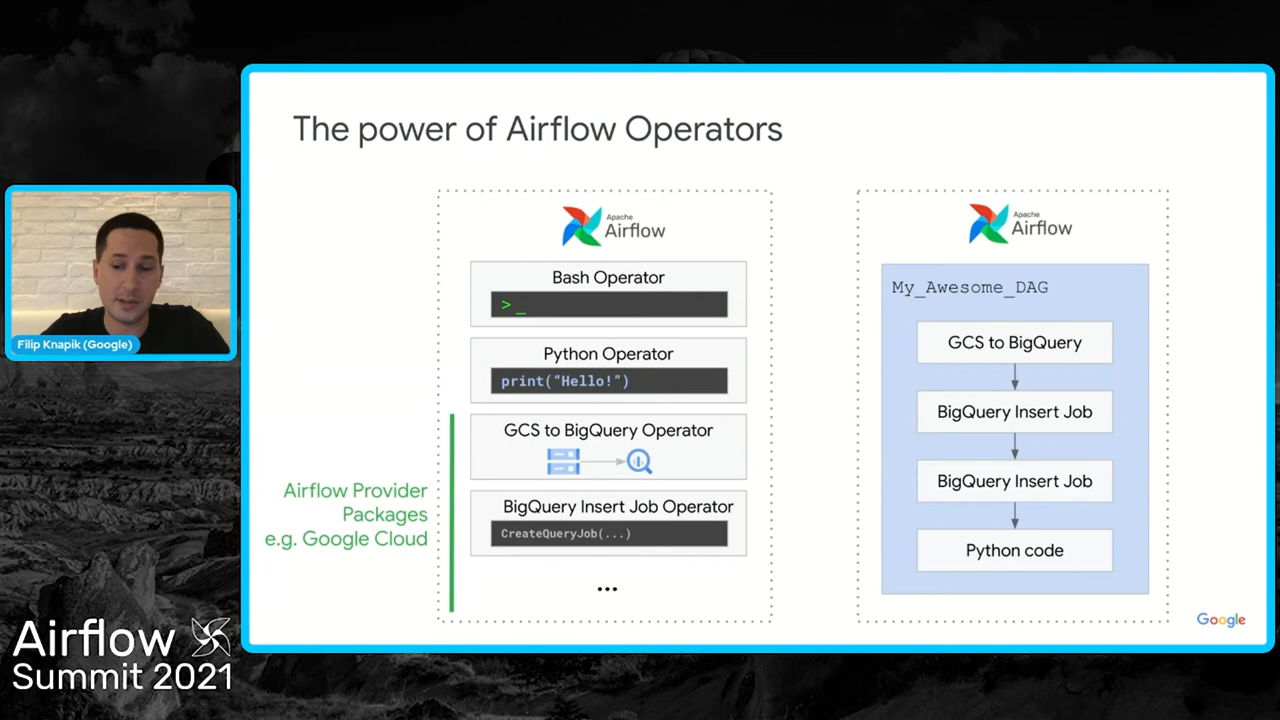 The power of Airflow Operators
Apache
Airflow
Bash Operator
> _
Python Operator
print("Hello!")
GCS to BigQuery Operator
BigQuery Insert Job Operator
CreateQueryJob(...)
...
Airflow Provider
Packages
e.g. Google Cloud
Apache
Airflow
My_Awesome_DAG
GCS to BigQuery
BigQuery Insert Job
BigQuery Insert Job
Python code
Google
Filip Knapik (Google)
Airflow
Summit 2021